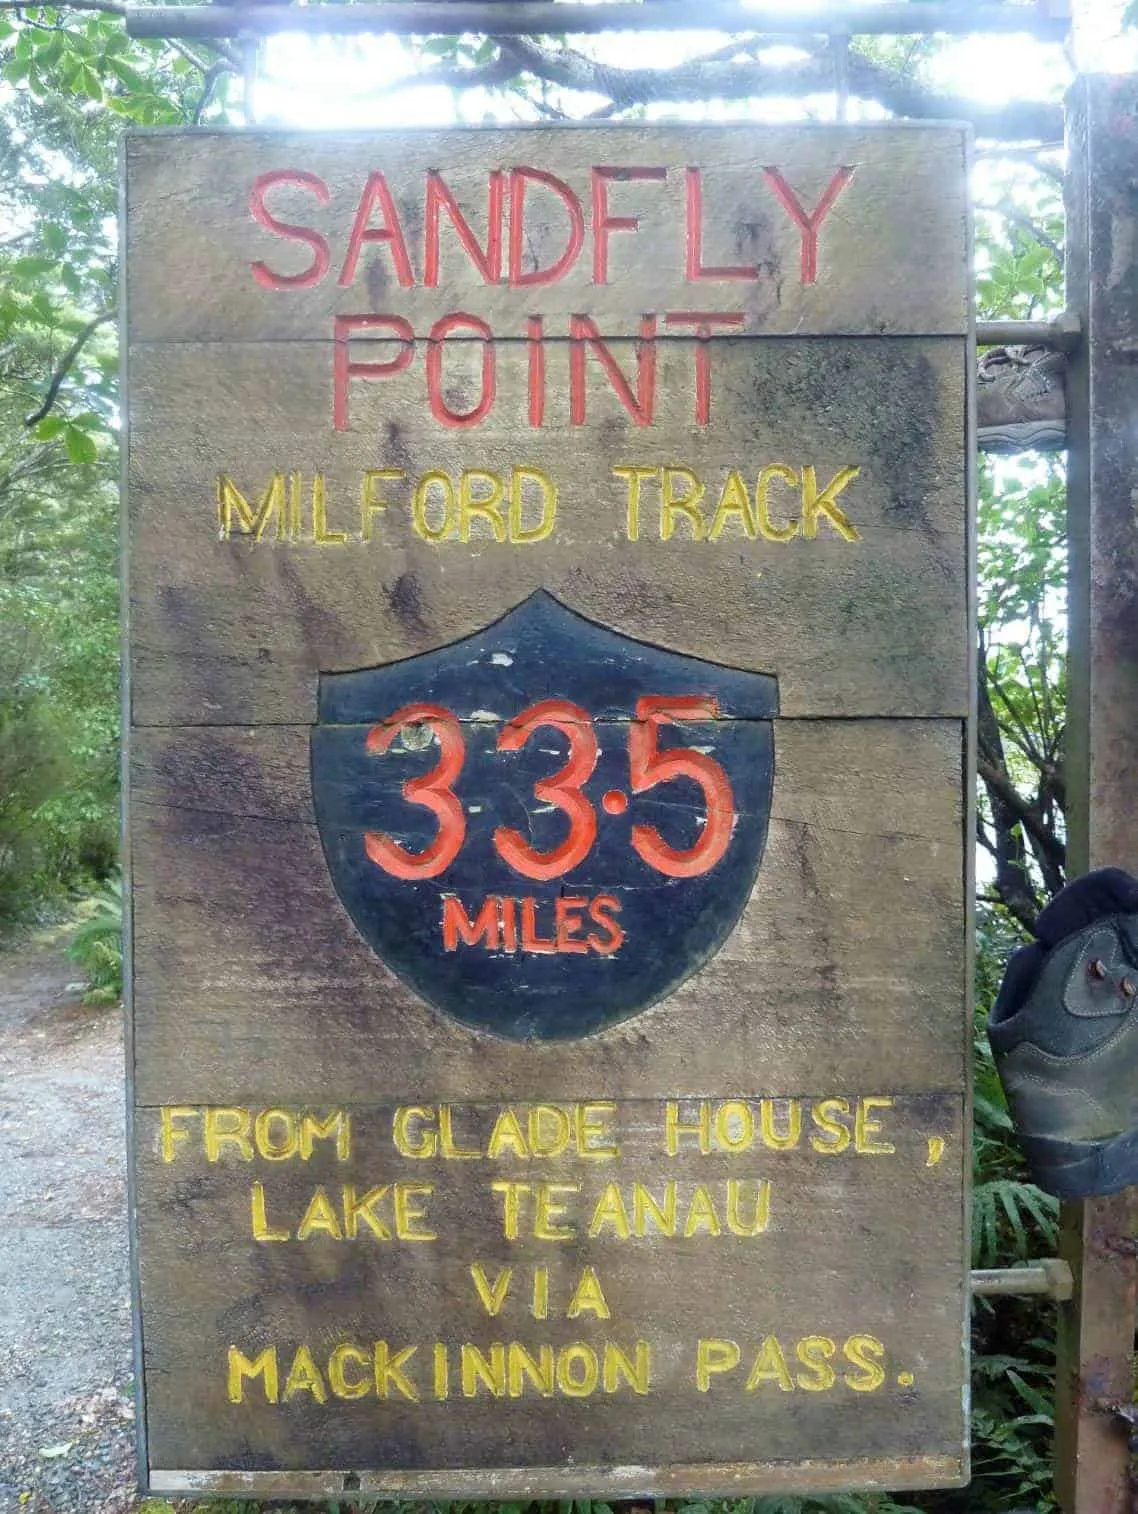 SANDFLY
POINT
MILFORD TRACK
33·5
MILES
FROM GLADE HOUSE,
LAKE TEANAU
VIA
MACKINNON PASS.